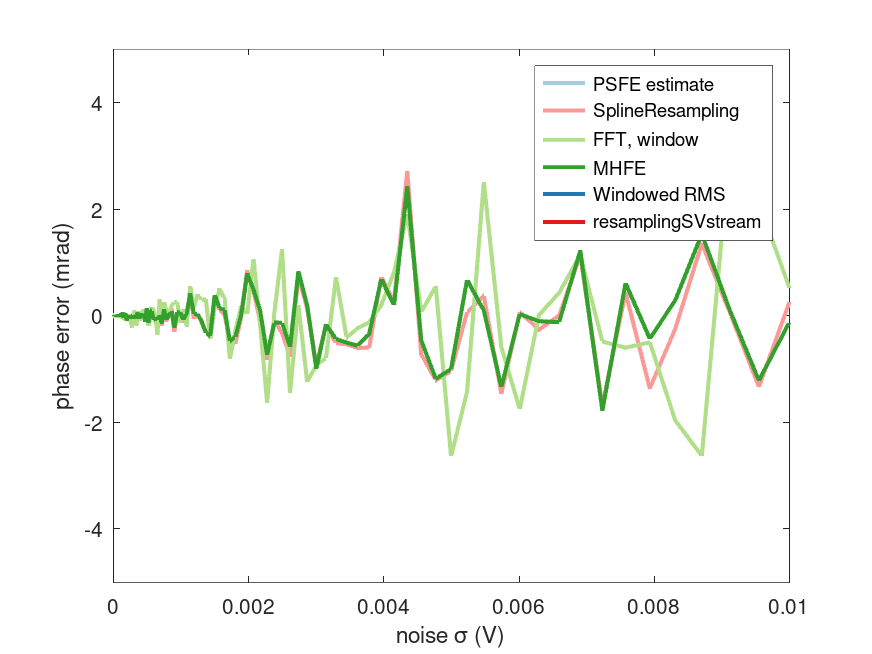 4
2
0
-2
-4
phase error (mrad)
PSFE estimate
SplineResampling
FFT, window
MHFE
Windowed RMS
resamplingSVstream
0 0.002 0.004 0.006 0.008 0.01
noise σ (V)